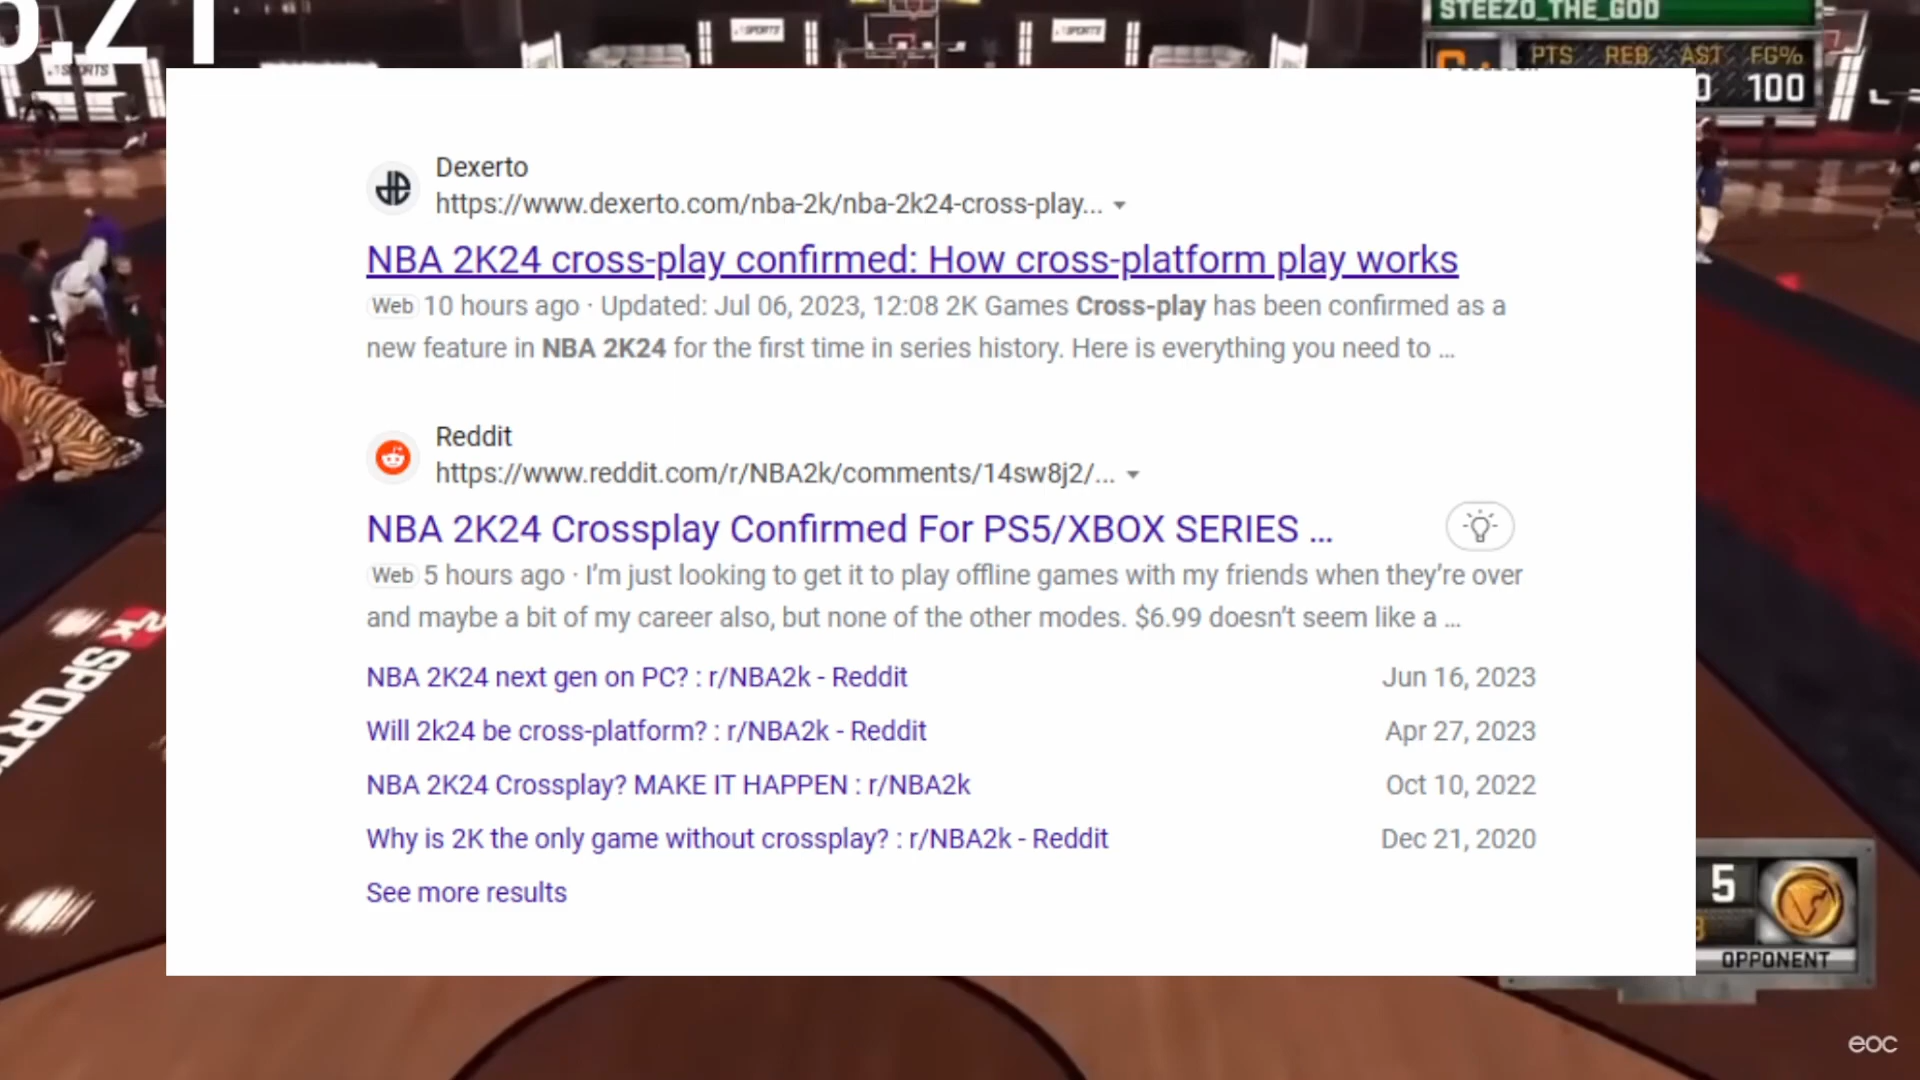 STEEZO_THE_GOD
PTS REB AST FG%
100
Dexerto
https://www.dexerto.com/nba-2k/nba-2k24-cross-play...
NBA 2K24 cross-play confirmed: How cross-platform play works
Web 10 hours ago · Updated: Jul 06, 2023, 12:08 2K Games Cross-play has been confirmed as a
new feature in NBA 2K24 for the first time in series history. Here is everything you need to ...
Reddit
https://www.reddit.com/r/NBA2k/comments/14sw8j2/...
NBA 2K24 Crossplay Confirmed For PS5/XBOX SERIES ...
Web 5 hours ago · I’m just looking to get it to play offline games with my friends when they’re over
and maybe a bit of my career also, but none of the other modes. $6.99 doesn’t seem like a ...
NBA 2K24 next gen on PC? : r/NBA2k - Reddit Jun 16, 2023
Will 2k24 be cross-platform? : r/NBA2k - Reddit Apr 27, 2023
NBA 2K24 Crossplay? MAKE IT HAPPEN : r/NBA2k Oct 10, 2022
Why is 2K the only game without crossplay? : r/NBA2k - Reddit Dec 21, 2020
See more results
2K SPORTS
5
OPPONENT
eoc